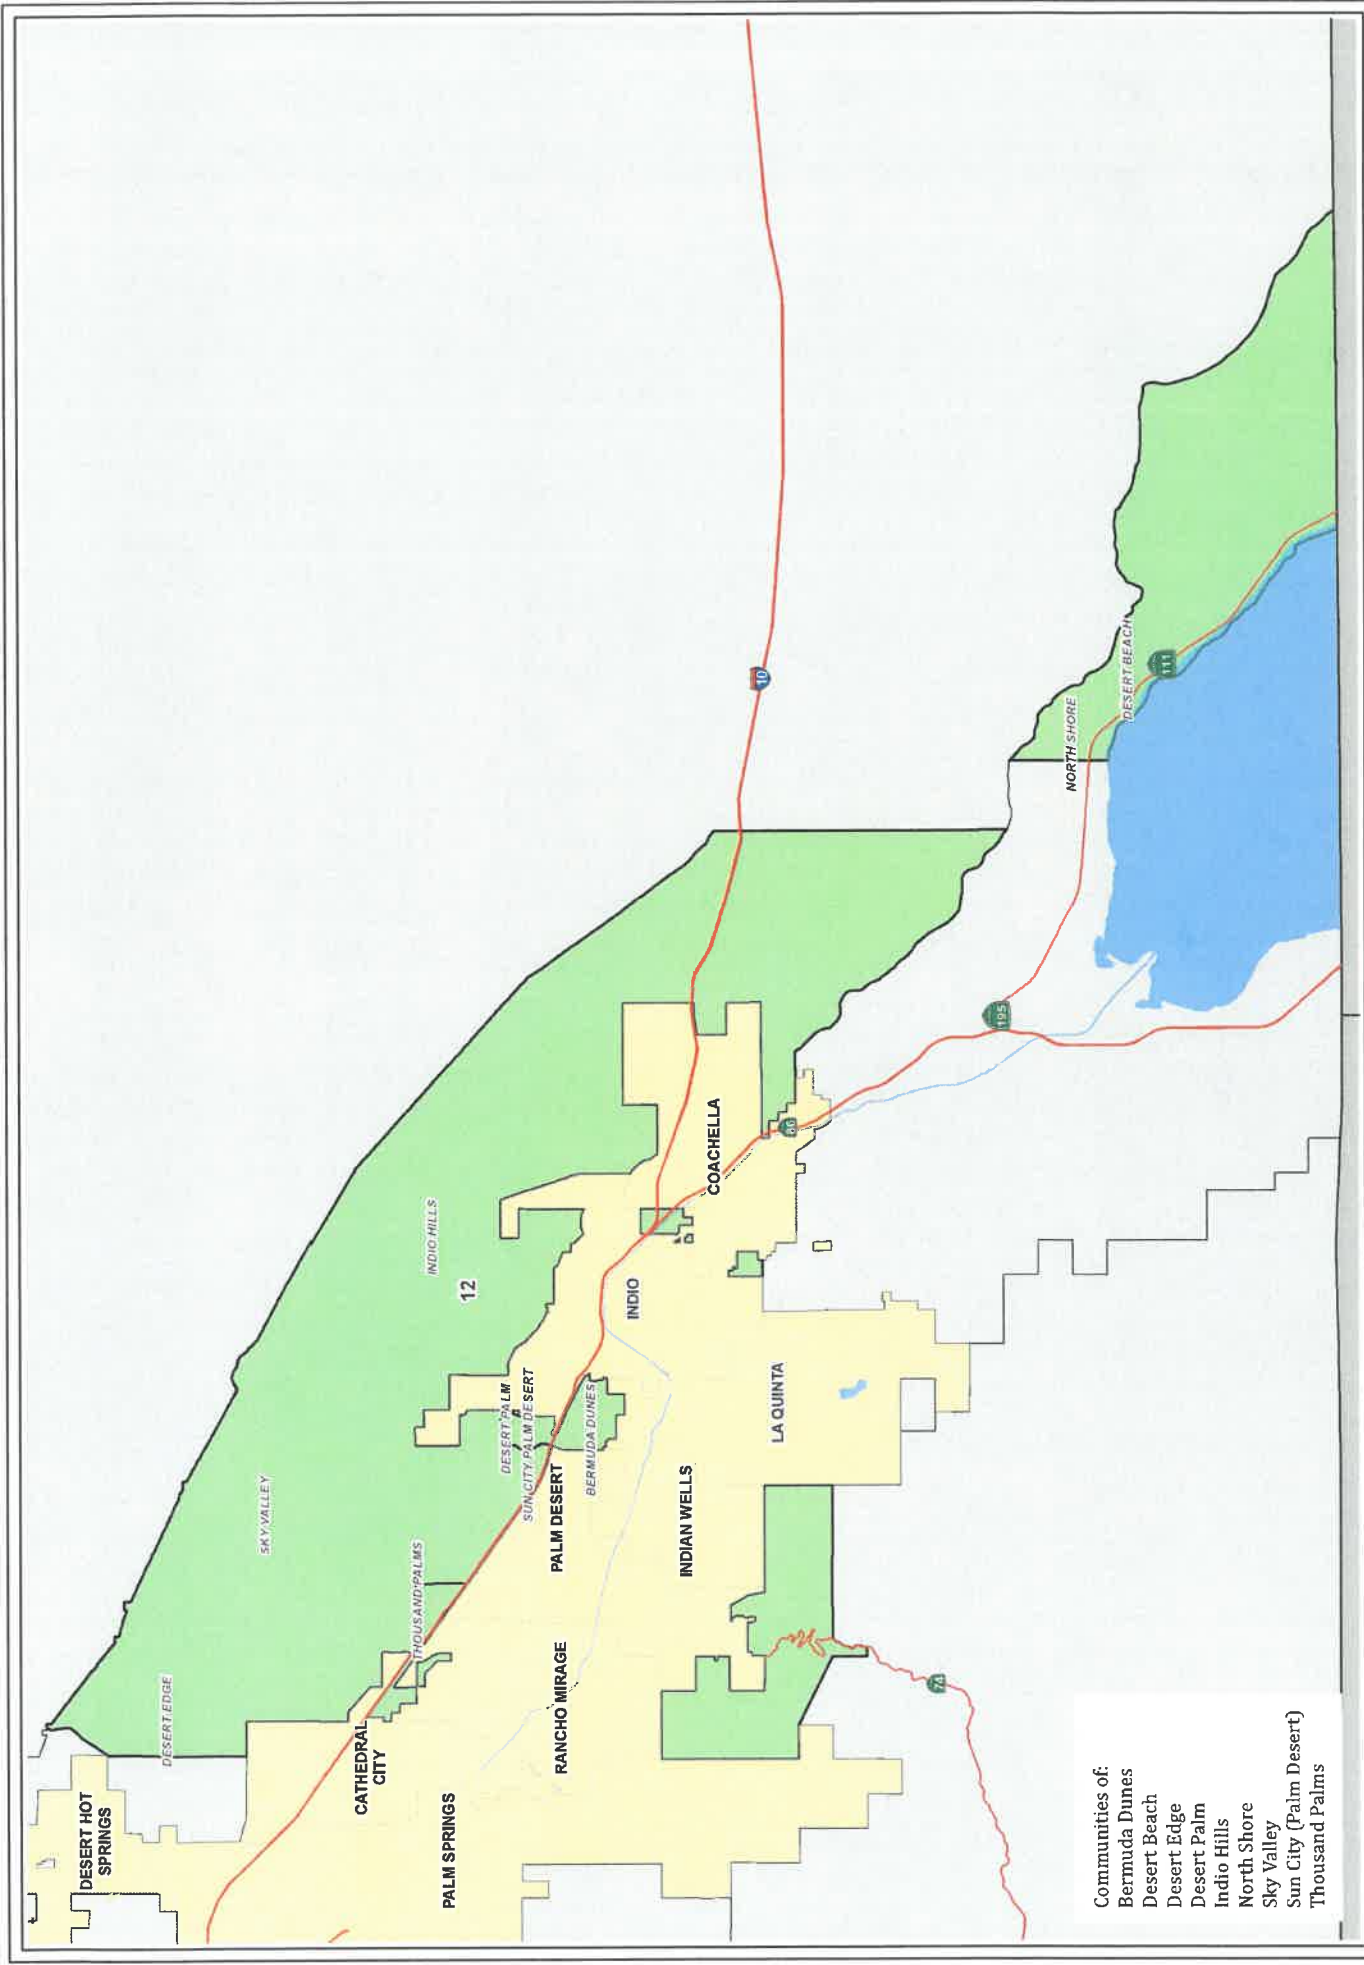 DESERT HOT
SPRINGS
DESERT EDGE
SKY VALLEY
CATHEDRAL
CITY
THOUSAND PALMS
INDIO HILLS
12
PALM SPRINGS
DESERT PALM
SUN CITY PALM DESERT
PALM DESERT
BERMUDA DUNES
RANCHO MIRAGE
INDIO
INDIAN WELLS
COACHELLA
10
LA QUINTA
86
74
195
NORTH SHORE
DESERT BEACH
111
Communities of:
Bermuda Dunes
Desert Beach
Desert Edge
Desert Palm
Indio Hills
North Shore
Sky Valley
Sun City (Palm Desert)
Thousand Palms